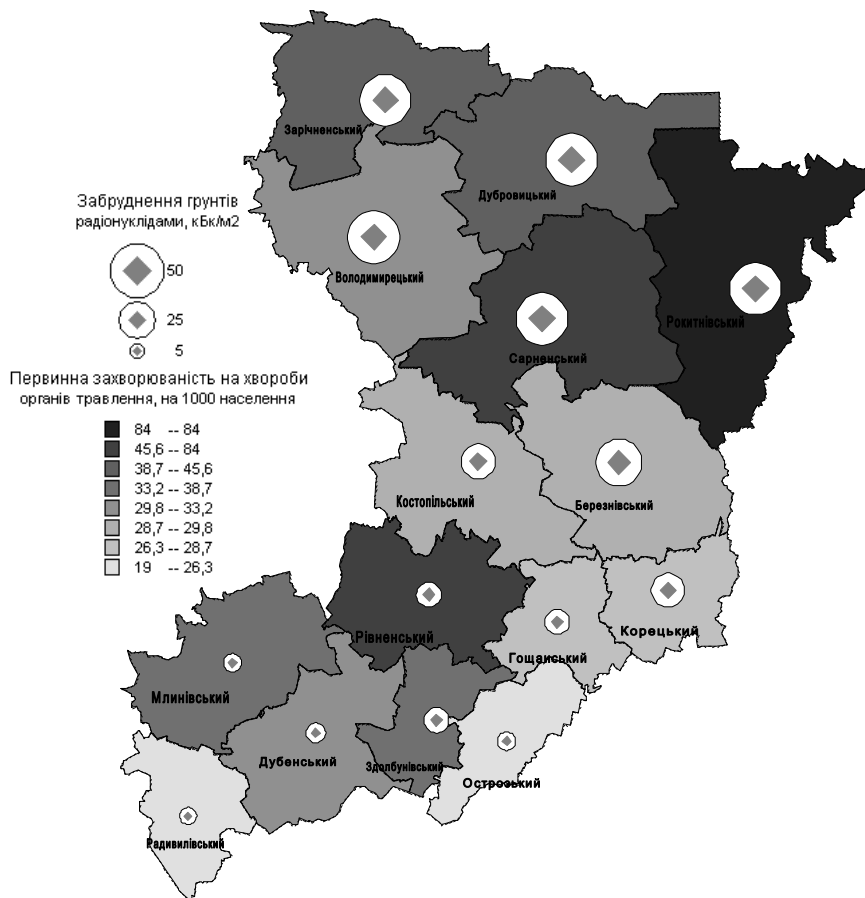 Зарічненський
Дубровицький
Забруднення грунтів
радіонуклідами, кБк/м2
50
25
5
Володимирецький
Рокитнівський
Сарненський
Первинна захворюваність на хвороби
органів травлення, на 1000 населення
84 -- 84
45,6 -- 84
38,7 -- 45,6
33,2 -- 38,7
29,8 -- 33,2
28,7 -- 29,8
26,3 -- 28,7
19 -- 26,3
Костопільський
Березнівський
Рівненський
Гощанський
Корецький
Млинівський
Дубенський
Здолбунівський
Острозький
Радивилівський